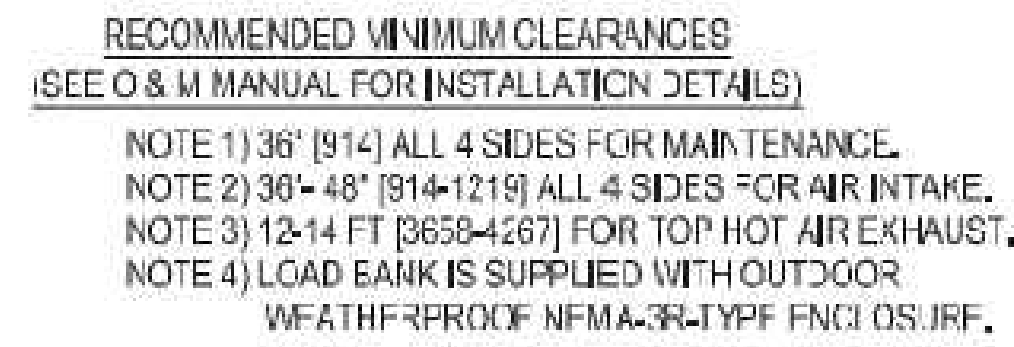 RECOMMENDED MINIMUM CLEARANCES
(SEE O & M MANUAL FOR INSTALLATION DETAILS)
NOTE 1) 36" [914] ALL 4 SIDES FOR MAINTENANCE.
NOTE 2) 36"- 48" [914-1219] ALL 4 SIDES FOR AIR INTAKE.
NOTE 3) 12-14 FT [3658-4267] FOR TOP HOT AIR EXHAUST.
NOTE 4) LOAD BANK IS SUPPLIED WITH OUTDOOR
WEATHERPROOF NEMA-3R-TYPE ENCLOSURE.